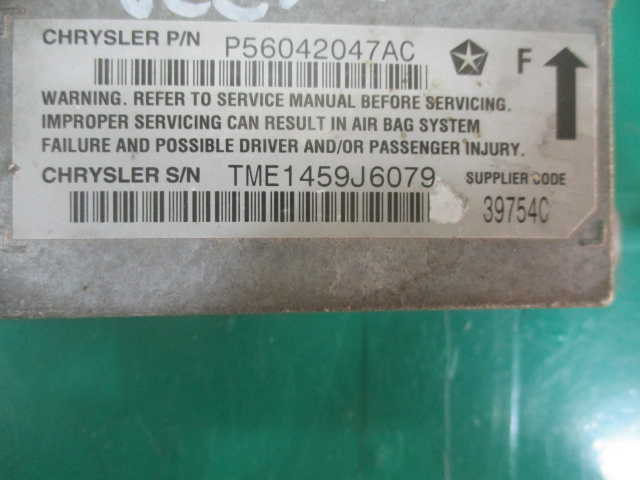 CHRYSLER P/N P56042047AC F
WARNING. REFER TO SERVICE MANUAL BEFORE SERVICING.
IMPROPER SERVICING CAN RESULT IN AIR BAG SYSTEM
FAILURE AND POSSIBLE DRIVER AND/OR PASSENGER INJURY.
CHRYSLER S/N TME1459J6079 SUPPLIER CODE
39754C